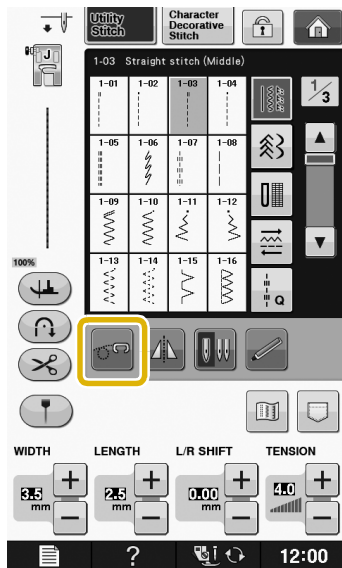 Utility
Stitch
Character
Decorative
Stitch
J
1-03 Straight stitch (Middle)
1-01 1-02 1-03 1-04
1/3
1-05 1-06 1-07 1-08
1-09 1-10 1-11 1-12
1-13 1-14 1-15 1-16
Q
100%
WIDTH LENGTH L/R SHIFT TENSION
3.5 mm
2.5 mm
0.00 mm
4.0
?
12:00